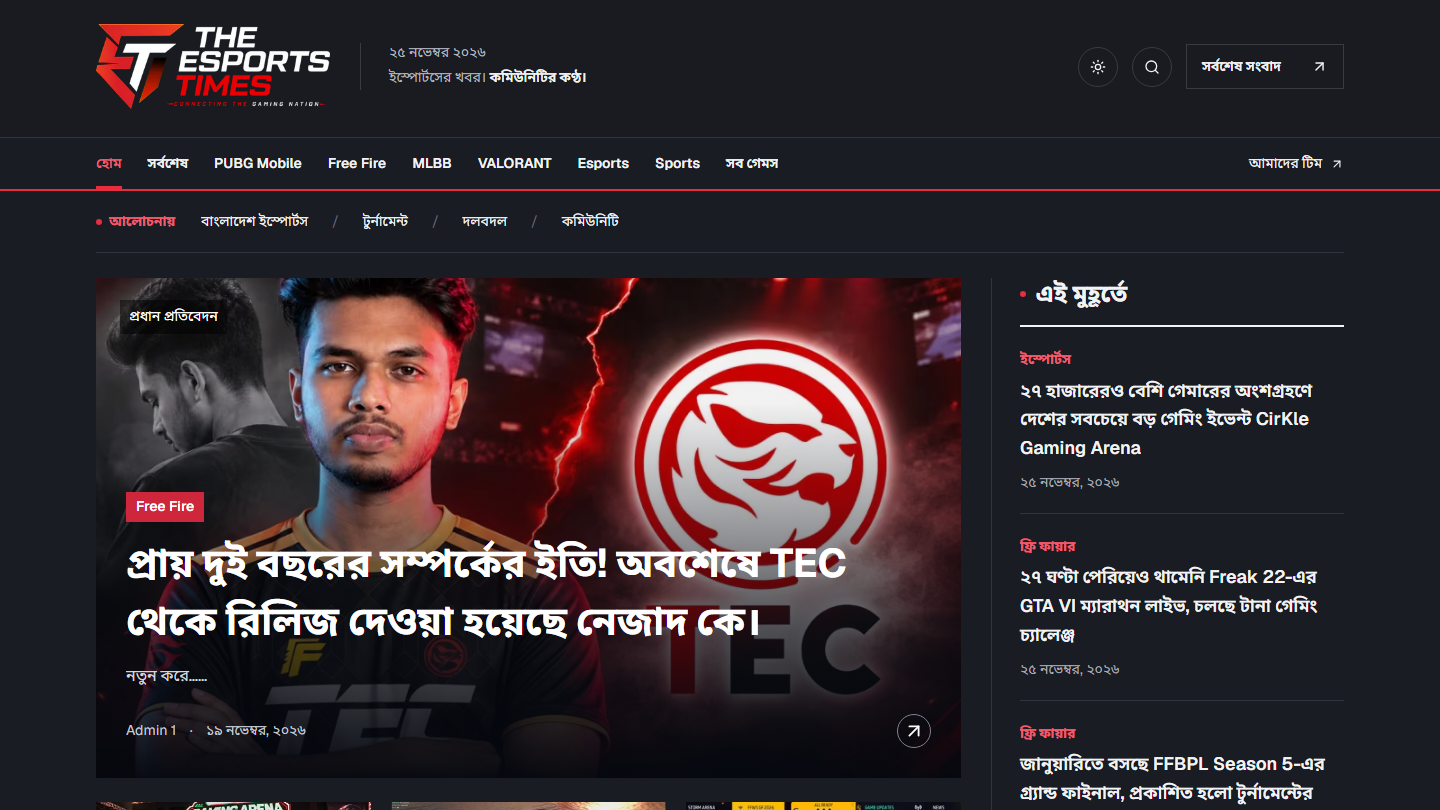 THE
ESPORTS
TIMES
CONNECTING THE GAMING NATION
২৫ নভেম্বর ২০২৬
ইস্পোর্টসের খবর। কমিউনিটির কণ্ঠ।
সর্বশেষ সংবাদ
হোম
সর্বশেষ
PUBG Mobile
Free Fire
MLBB
VALORANT
Esports
Sports
সব গেমস
আমাদের টিম
আলোচনায়
বাংলাদেশ ইস্পোর্টস
/
টুর্নামেন্ট
/
দলবদল
/
কমিউনিটি
প্রধান প্রতিবেদন
Free Fire
প্রায় দুই বছরের সম্পর্কের ইতি! অবশেষে TEC
থেকে রিলিজ দেওয়া হয়েছে নেজাদ কে।
নতুন করে......
Admin 1 · ১৯ নভেম্বর, ২০২৬
TEC
TEC
এই মুহূর্তে
ইস্পোর্টস
২৭ হাজারেরও বেশি গেমারের অংশগ্রহণে
দেশের সবচেয়ে বড় গেমিং ইভেন্ট CirKle
Gaming Arena
২৫ নভেম্বর, ২০২৬
ফ্রি ফায়ার
২৭ ঘণ্টা পেরিয়েও থামেনি Freak 22-এর
GTA VI ম্যারাথন লাইভ, চলছে টানা গেমিং
চ্যালেঞ্জ
২৫ নভেম্বর, ২০২৬
ফ্রি ফায়ার
জানুয়ারিতে বসছে FFBPL Season 5-এর
গ্র্যান্ড ফাইনাল, প্রকাশিত হলো টুর্নামেন্টের